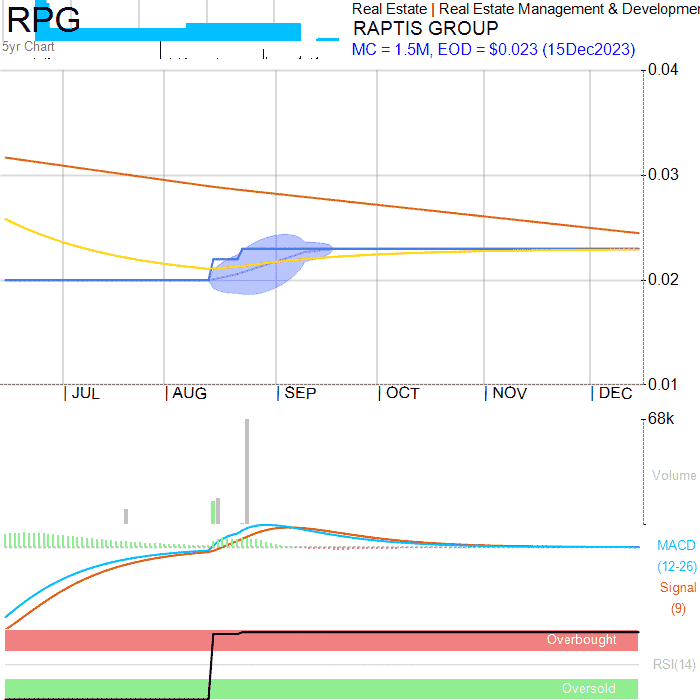 RPG
5yr Chart
Real Estate | Real Estate Management & Developmen
RAPTIS GROUP
MC = 1.5M, EOD = $0.023 (15Dec2023)
0.04
0.03
0.02
0.01
JUL
AUG
SEP
OCT
NOV
DEC
68k
Volume
MACD
(12-26)
Signal
(9)
Overbought
RSI(14)
Oversold